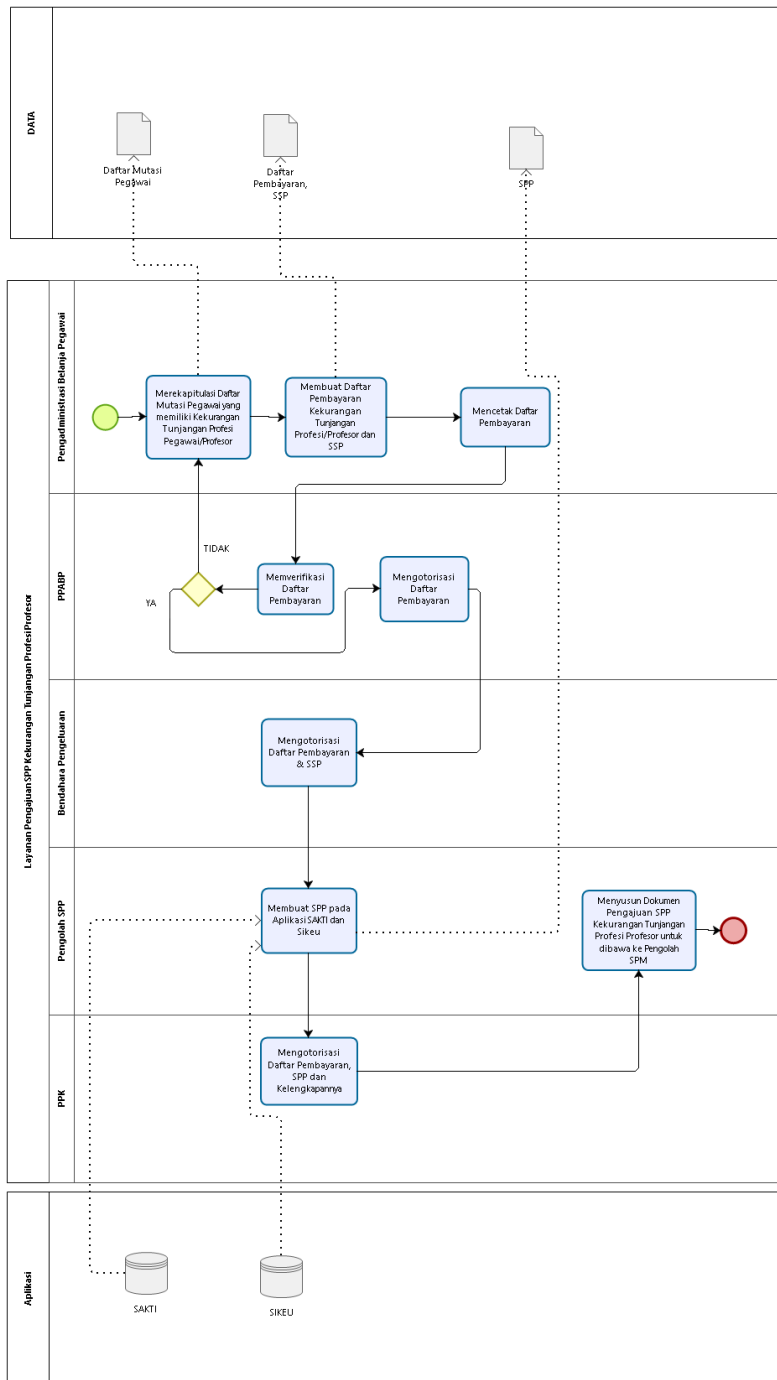 DATA
Daftar Mutasi
Pegawai
Daftar
Pembayaran,
SSP
SPP
Layanan Pengajuan SPP Kekurangan Tunjangan Profesi Profesor
Pengadministrasi Belanja Pegawai
Merekapitulasi Daftar
Mutasi Pegawai yang
memiliki Kekurangan
Tunjangan Profesi
Pegawai/Profesor
Membuat Daftar
Pembayaran
Kekurangan
Tunjangan
Profesi/Profesor dan
SSP
Mencetak Daftar
Pembayaran
PPABP
TIDAK
YA
Memverifikasi
Daftar
Pembayaran
Mengotorisasi
Daftar
Pembayaran
Bendahara Pengeluaran
Mengotorisasi
Daftar Pembayaran
& SSP
Pengolah SPP
Membuat SPP pada
Aplikasi SAKTI dan
Sikeu
Menyusun Dokumen
Pengajuan SPP
Kekurangan Tunjangan
Profesi Profesor untuk
dibawa ke Pengolah
SPM
PPK
Mengotorisasi
Daftar Pembayaran,
SPP dan
Kelengkapannya
Aplikasi
SAKTI
SIKEU